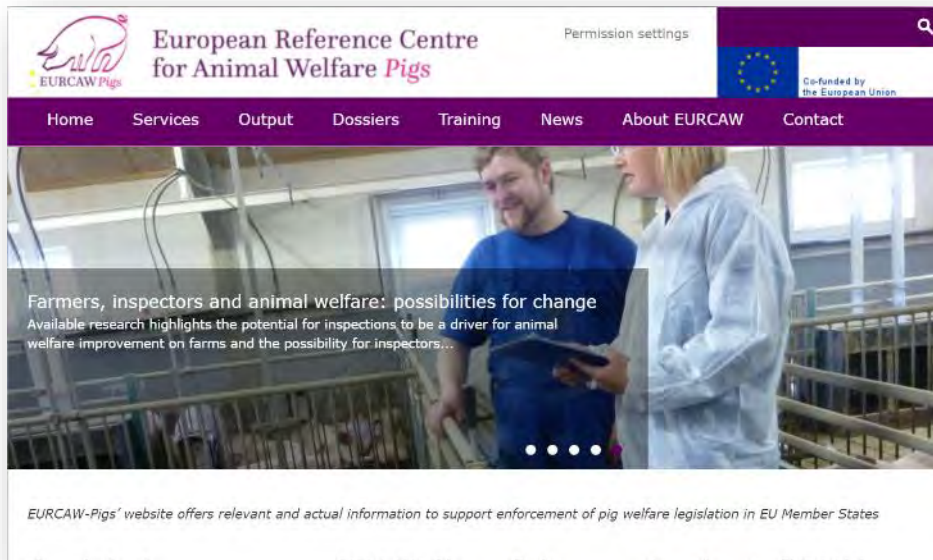 European Reference Centre
for Animal Welfare Pigs
EURCAW Pigs
Permission settings
Co-funded by
the European Union
Home Services Output Dossiers Training News About EURCAW Contact
Farmers, inspectors and animal welfare: possibilities for change
Available research highlights the potential for inspections to be a driver for animal
welfare improvement on farms and the possibility for inspectors...
EURCAW-Pigs' website offers relevant and actual information to support enforcement of pig welfare legislation in EU Member States